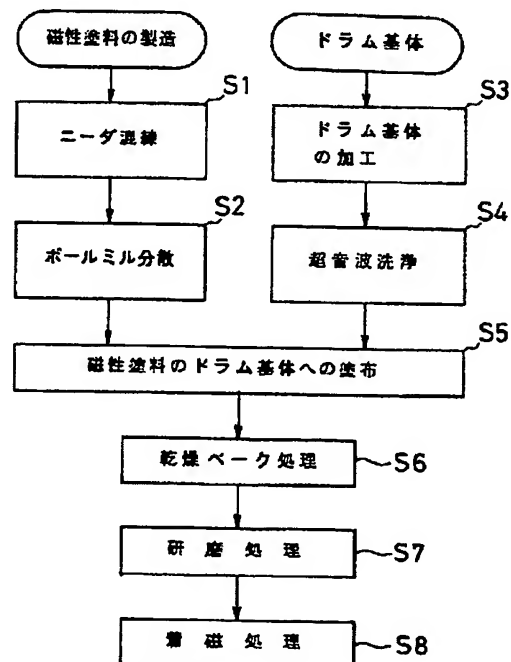 磁性塗料の製造
ドラム基体
S1
ニーダ混練
S3
ドラム基体
の加工
S2
ボールミル分散
S4
超音波洗浄
S5
磁性塗料のドラム基体への塗布
乾燥ベーク処理
S6
研磨処理
S7
着磁処理
S8